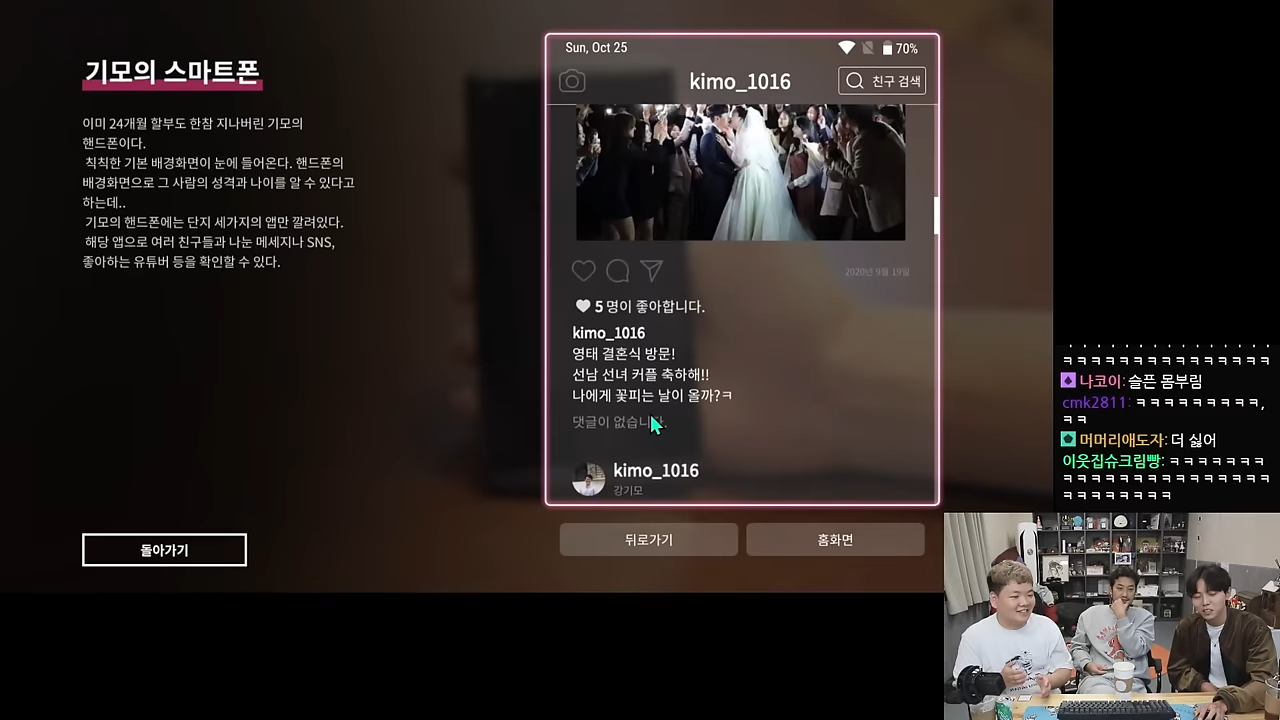 기모의 스마트폰
이미 24개월 할부도 한참 지나버린 기모의
핸드폰이다.
칙칙한 기본 배경화면이 눈에 들어온다. 핸드폰의
배경화면으로 그 사람의 성격과 나이를 알 수 있다고
하는데..
기모의 핸드폰에는 단지 세가지의 앱만 깔려있다.
해당 앱으로 여러 친구들과 나눈 메세지나 SNS,
좋아하는 유튜버 등을 확인할 수 있다.
돌아가기
Sun, Oct 25
70%
kimo_1016
친구 검색
2020년 9월 19일
5 명이 좋아합니다.
kimo_1016
영태 결혼식 방문!
선남 선녀 커플 축하해!!
나에게 꽃피는 날이 올까?ㅋ
댓글이 없습니다.
kimo_1016
강기모
뒤로가기
홈화면
ㅋㅋㅋㅋㅋㅋㅋㅋㅋㅋㅋㅋㅋㅋㅋ
나코이: 슬픈 몸부림
cmk2811: ㅋㅋㅋㅋㅋㅋㅋㅋㅋ,
ㅋㅋ
머머리애도자: 더 싫어
이웃집슈크림빵: ㅋㅋㅋㅋㅋㅋㅋ
ㅋㅋㅋㅋㅋㅋㅋㅋㅋㅋㅋㅋㅋㅋㅋ
ㅋㅋㅋㅋㅋㅋㅋㅋ